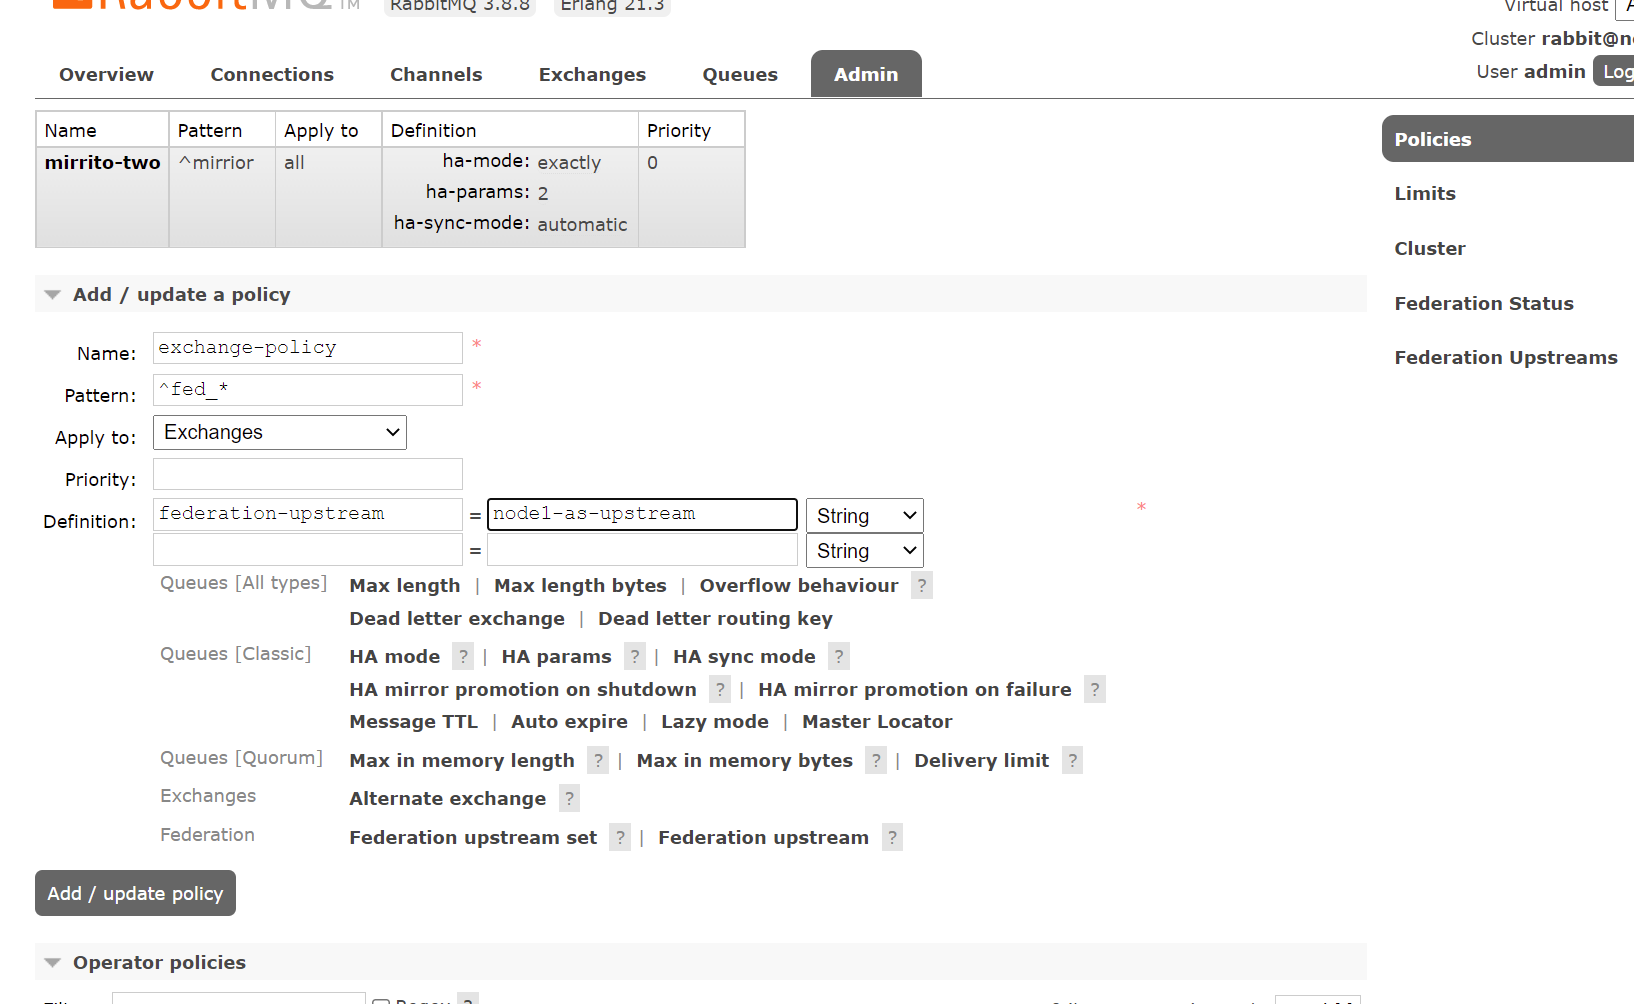 RabbitMQ TM RabbitMQ 3.8.8 Erlang 21.3
Virtual host
Cluster rabbit@n
User admin Log
Overview Connections Channels Exchanges Queues Admin
Name Pattern Apply to Definition Priority
mirrito-two ^mirrior all ha-mode: exactly 0
ha-params: 2
ha-sync-mode: automatic
Policies
Limits
Cluster
Federation Status
Federation Upstreams
Add / update a policy
Name: exchange-policy *
Pattern: ^fed_* *
Apply to: Exchanges
Priority:
Definition: federation-upstream = node1-as-upstream String *
= String
Queues [All types] Max length | Max length bytes | Overflow behaviour ?
Dead letter exchange | Dead letter routing key
Queues [Classic] HA mode ? | HA params ? | HA sync mode ?
HA mirror promotion on shutdown ? | HA mirror promotion on failure ?
Message TTL | Auto expire | Lazy mode | Master Locator
Queues [Quorum] Max in memory length ? | Max in memory bytes ? | Delivery limit ?
Exchanges Alternate exchange ?
Federation Federation upstream set ? | Federation upstream ?
Add / update policy
Operator policies